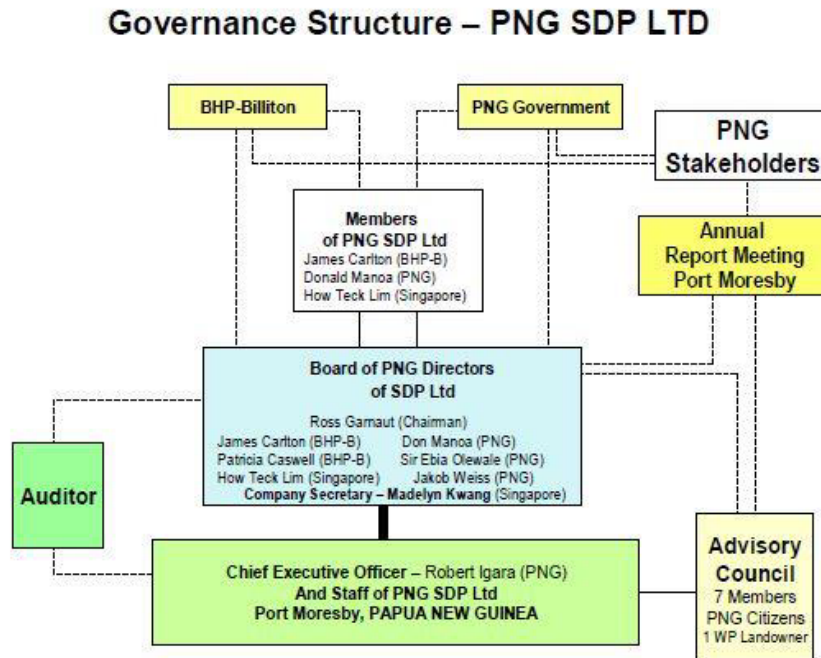 Governance Structure – PNG SDP LTD
BHP-Billiton
PNG Government
PNG
Stakeholders
Members
of PNG SDP Ltd
James Carlton (BHP-B)
Donald Manoa (PNG)
How Teck Lim (Singapore)
Annual
Report Meeting
Port Moresby
Board of PNG Directors
of SDP Ltd
Ross Garnaut (Chairman)
James Carlton (BHP-B) Don Manoa (PNG)
Patricia Caswell (BHP-B) Sir Ebia Olewale (PNG)
How Teck Lim (Singapore) Jakob Weiss (PNG)
Company Secretary – Madelyn Kwang (Singapore)
Auditor
Chief Executive Officer – Robert Igara (PNG)
And Staff of PNG SDP Ltd
Port Moresby, PAPUA NEW GUINEA
Advisory
Council
7 Members
PNG Citizens
1 WP Landowner